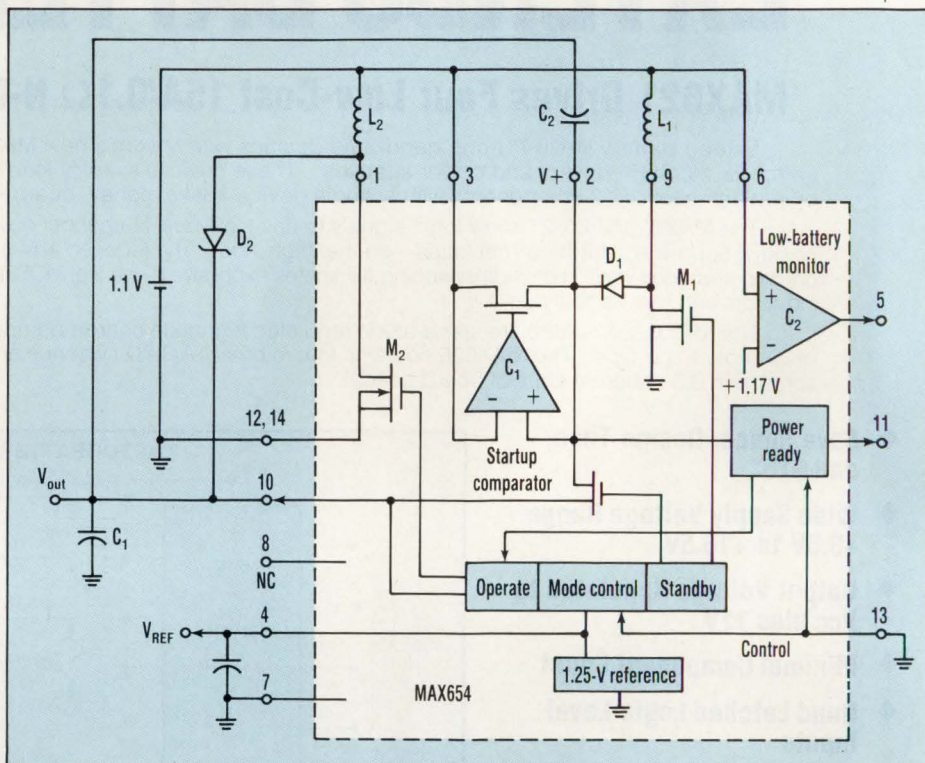 L₂
C₂
L₁
1
3
V+ 2
9
6
D₂
1.1 V
Low-battery
monitor
D₁
M₁
+
C₂
−
5
M₂
C₁
− +
+1.17 V
12, 14
Startup
comparator
Power
ready
11
V_out
10
C₁
8
NC
Operate
Mode control
Standby
V_REF
4
Control
13
7
MAX654
1.25-V reference